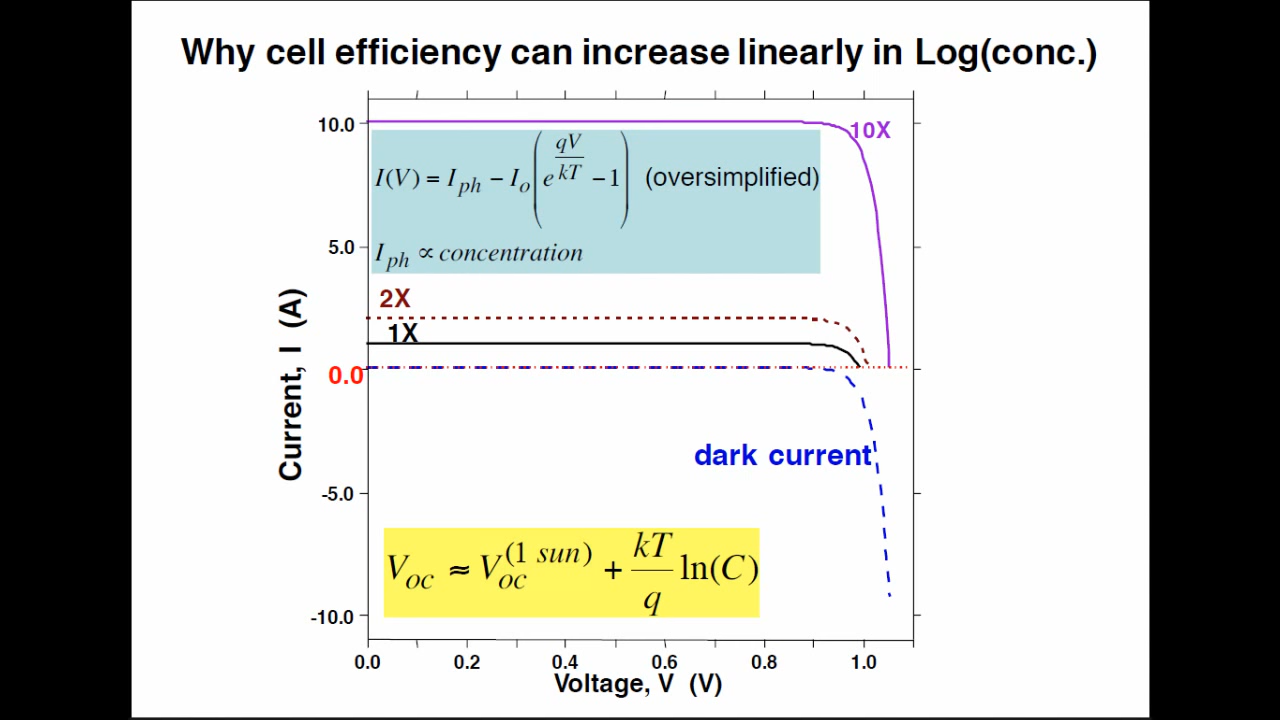 Why cell efficiency can increase linearly in Log(conc.)
10.0
10X
I(V) = I_ph − I_o(e^(qV/kT) −1) (oversimplified)
I_ph ∝ concentration
5.0
2X
1X
0.0
dark current
-5.0
V_OC ≈ V_OC^(1 sun) + kT/q ln(C)
-10.0
Current, I (A)
0.0 0.2 0.4 0.6 0.8 1.0
Voltage, V (V)